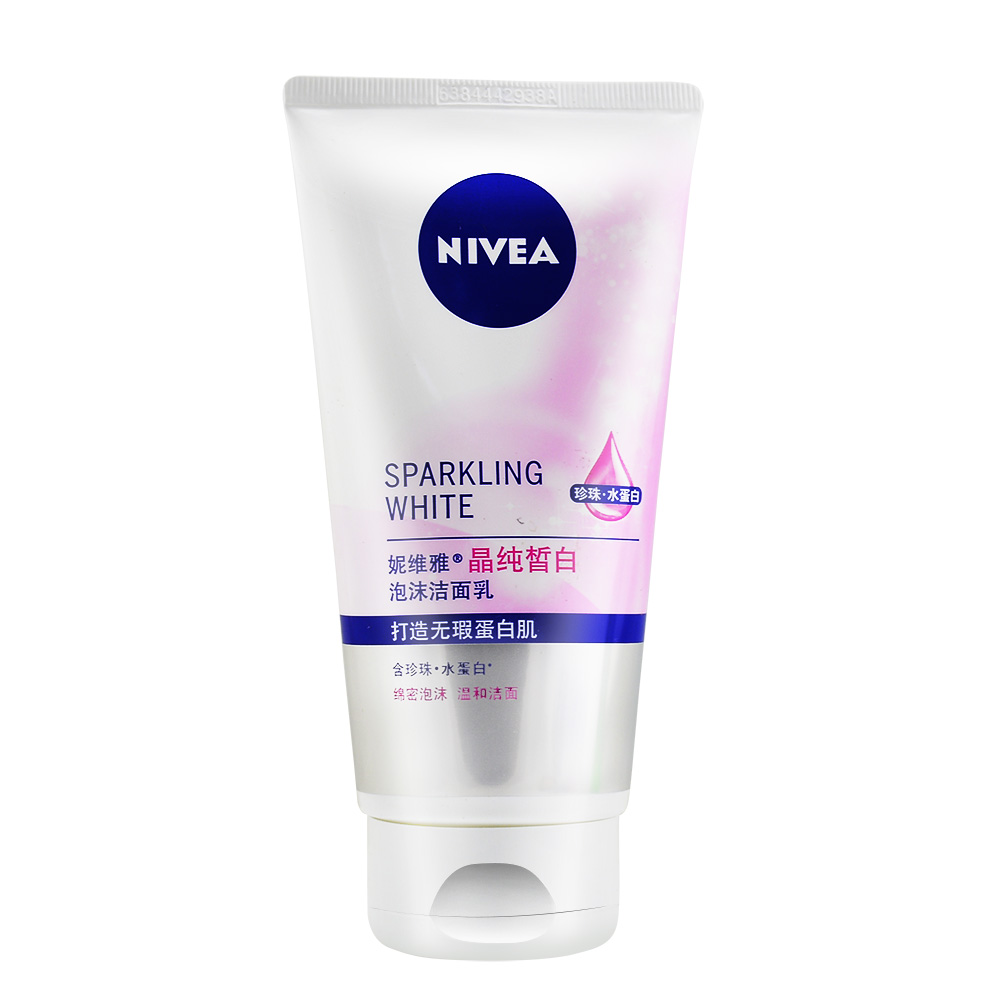 6384442938A
NIVEA
SPARKLING
WHITE
珍珠·水蛋白
妮维雅®晶纯皙白
泡沫洁面乳
打造无瑕蛋白肌
含珍珠·水蛋白*
绵密泡沫 温和洁面